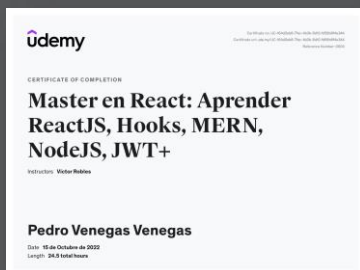 ûdemy
CERTIFICATE OF COMPLETION
Master en React: Aprender
ReactJS, Hooks, MERN,
NodeJS, JWT+
Instructors Victor Robles
Pedro Venegas Venegas
Date 15 de Octubre de 2022
Length 24.5 total hours